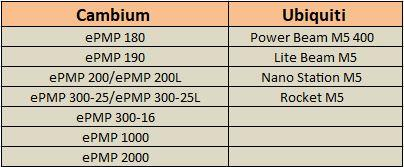 Cambium Ubiquiti
ePMP 180 Power Beam M5 400
ePMP 190 Lite Beam M5
ePMP 200/ePMP 200L Nano Station M5
ePMP 300-25/ePMP 300-25L Rocket M5
ePMP 300-16
ePMP 1000
ePMP 2000